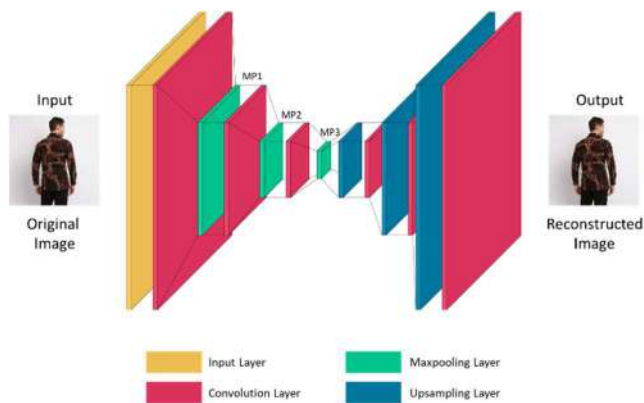 MP1
Input
MP2
Output
MP3
Original
Image
Reconstructed
Image
Input Layer
Maxpooling Layer
Convolution Layer
Upsampling Layer